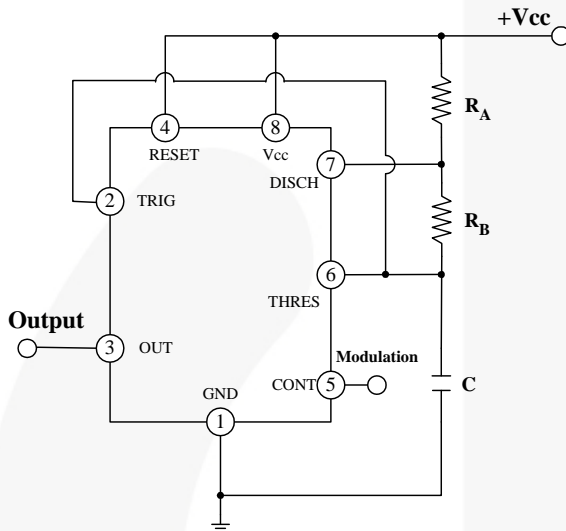 +Vcc
4
8
R_A
RESET
Vcc
7
DISCH
2
TRIG
R_B
6
THRES
Output
3
OUT
Modulation
GND
CONT
5
C
1